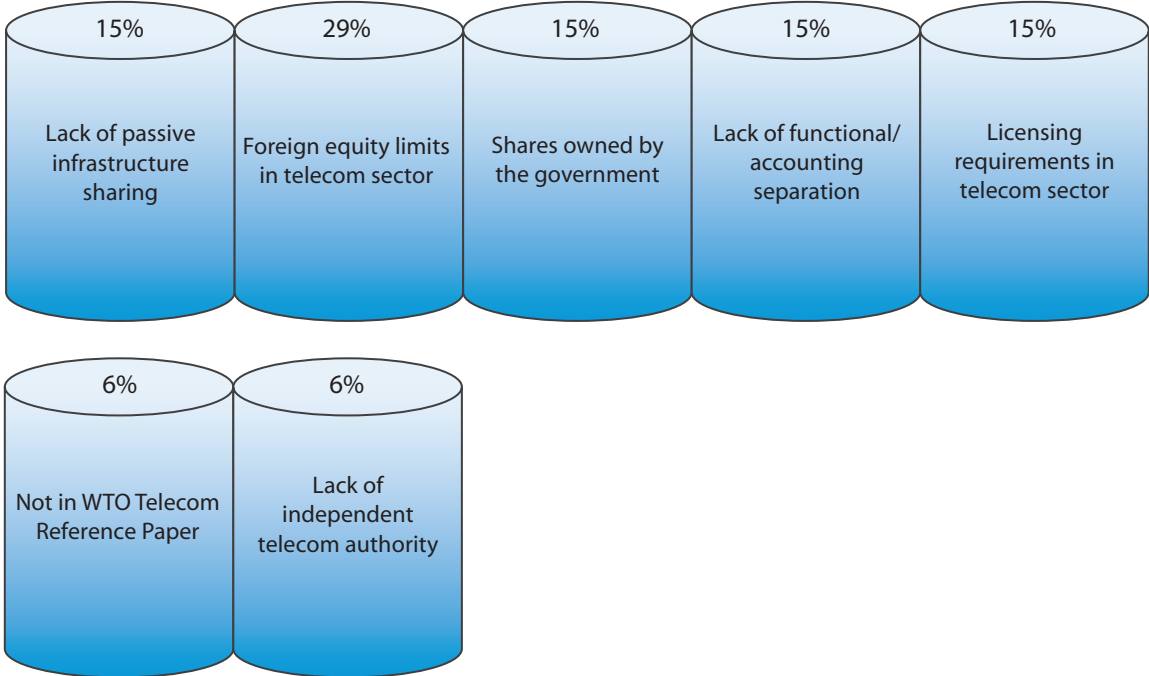 15%
29%
15%
15%
15%
Lack of passive
infrastructure
sharing
Foreign equity limits
in telecom sector
Shares owned by
the government
Lack of functional/
accounting
separation
Licensing
requirements in
telecom sector
6%
6%
Not in WTO Telecom
Reference Paper
Lack of
independent
telecom authority